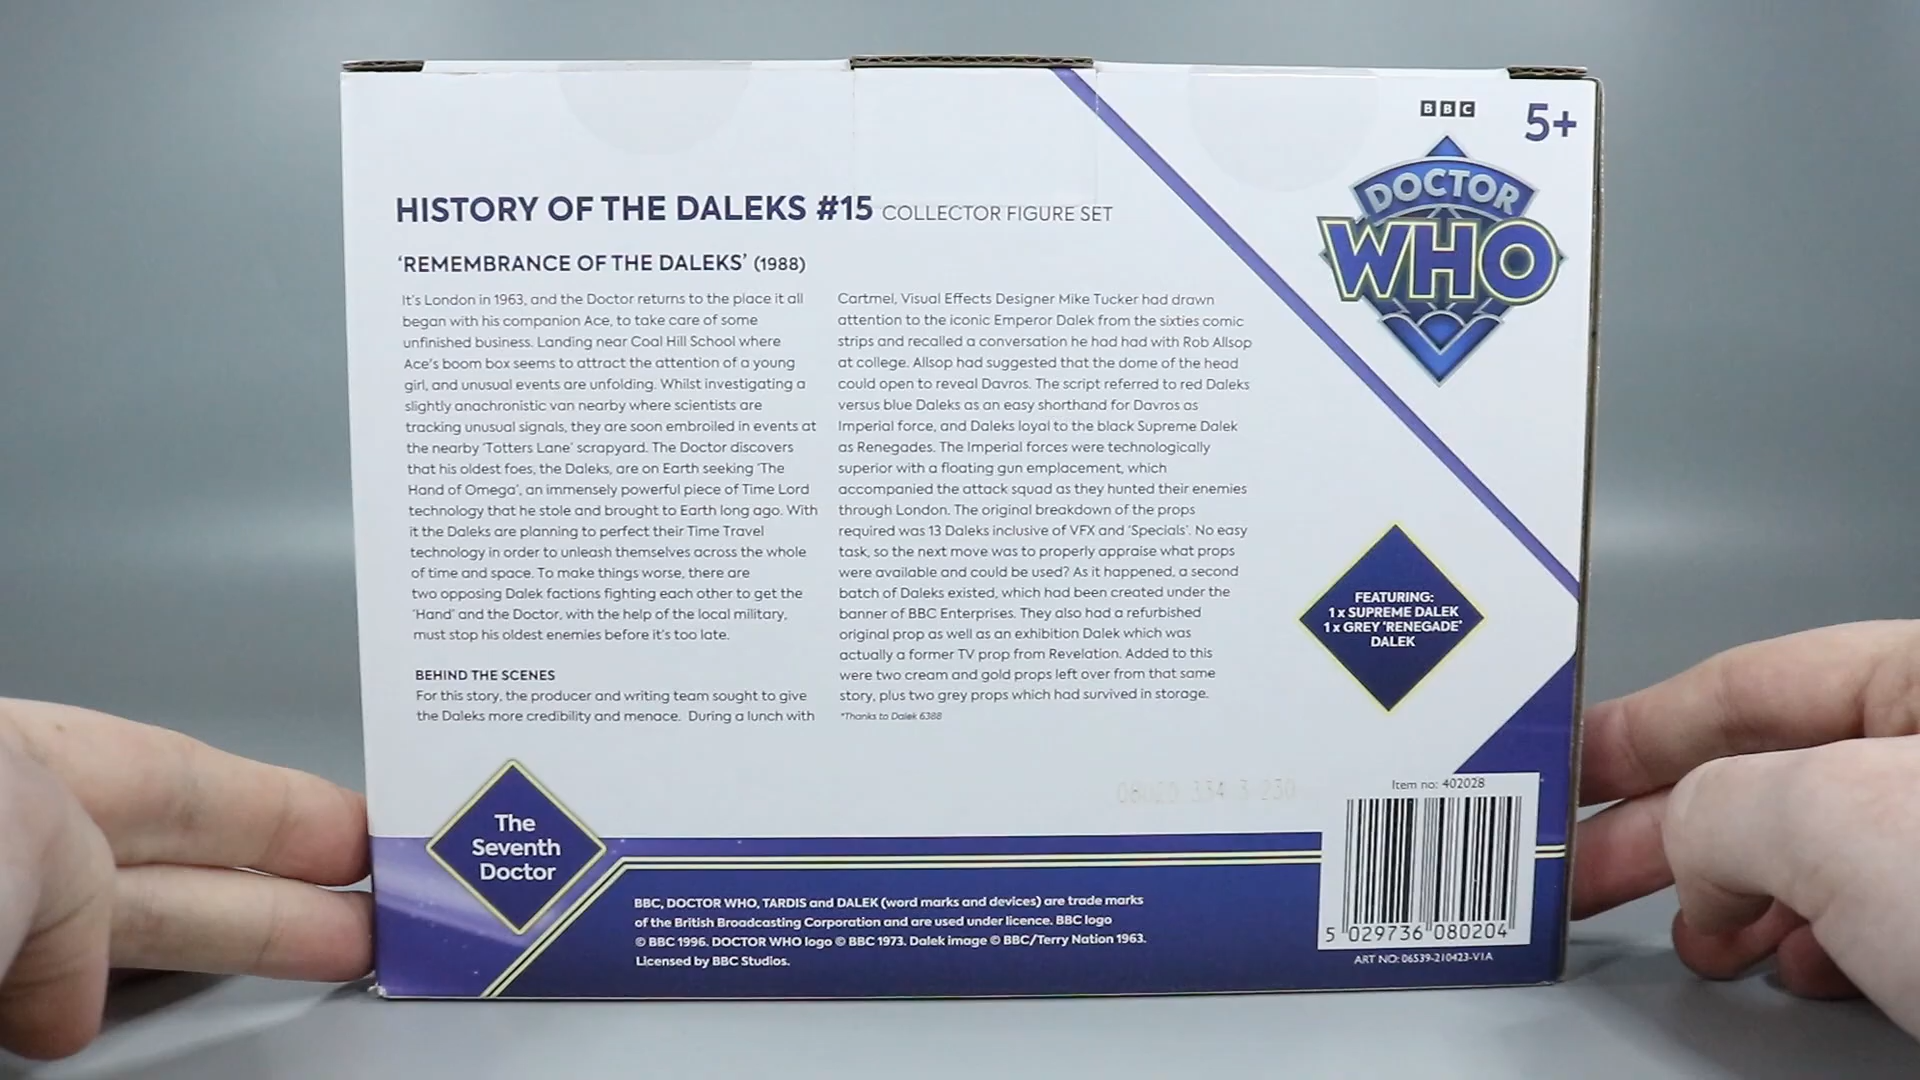 BBC
5+
DOCTOR
WHO
HISTORY OF THE DALEKS #15 COLLECTOR FIGURE SET
‘REMEMBRANCE OF THE DALEKS’ (1988)
It's London in 1963, and the Doctor returns to the place it all
began with his companion Ace, to take care of some
unfinished business. Landing near Coal Hill School where
Ace's boom box seems to attract the attention of a young
girl, and unusual events are unfolding. Whilst investigating a
slightly anachronistic van nearby where scientists are
tracking unusual signals, they are soon embroiled in events at
the nearby ‘Totters Lane’ scrapyard. The Doctor discovers
that his oldest foes, the Daleks, are on Earth seeking ‘The
Hand of Omega’, an immensely powerful piece of Time Lord
technology that he stole and brought to Earth long ago. With
it the Daleks are planning to perfect their Time Travel
technology in order to unleash themselves across the whole
of time and space. To make things worse, there are
two opposing Dalek factions fighting each other to get the
‘Hand’ and the Doctor, with the help of the local military,
must stop his oldest enemies before it's too late.
BEHIND THE SCENES
For this story, the producer and writing team sought to give
the Daleks more credibility and menace. During a lunch with
Cartmel, Visual Effects Designer Mike Tucker had drawn
attention to the iconic Emperor Dalek from the sixties comic
strips and recalled a conversation he had had with Rob Allsop
at college. Allsop had suggested that the dome of the head
could open to reveal Davros. The script referred to red Daleks
versus blue Daleks as an easy shorthand for Davros as
Imperial force, and Daleks loyal to the black Supreme Dalek
as Renegades. The Imperial forces were technologically
superior with a floating gun emplacement, which
accompanied the attack squad as they hunted their enemies
through London. The original breakdown of the props
required was 13 Daleks inclusive of VFX and ‘Specials’. No easy
task, so the next move was to properly appraise what props
were available and could be used? As it happened, a second
batch of Daleks existed, which had been created under the
banner of BBC Enterprises. They also had a refurbished
original prop as well as an exhibition Dalek which was
actually a former TV prop from Revelation. Added to this
were two cream and gold props left over from that same
story, plus two grey props which had survived in storage.
*Thanks to Dalek 6388
FEATURING:
1 x SUPREME DALEK
1 x GREY ‘RENEGADE’
DALEK
The
Seventh
Doctor
BBC, DOCTOR WHO, TARDIS and DALEK (word marks and devices) are trade marks
of the British Broadcasting Corporation and are used under licence. BBC logo
© BBC 1996. DOCTOR WHO logo © BBC 1973. Dalek image © BBC/Terry Nation 1963.
Licensed by BBC Studios.
Item no: 402028
5 029736 080204
ART NO: 06539-210423-V1A